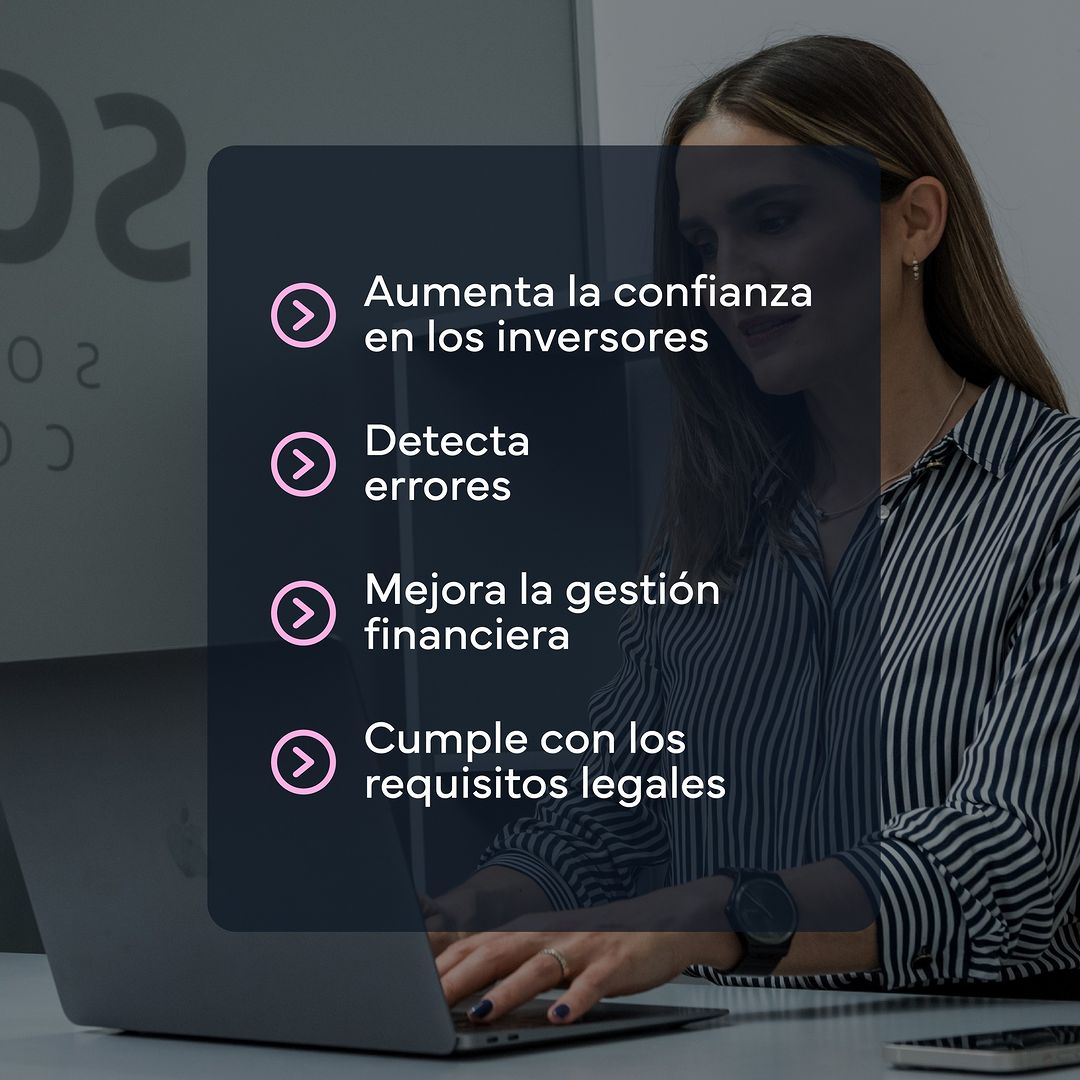 Aumenta la confianza
en los inversores
Detecta
errores
Mejora la gestión
financiera
Cumple con los
requisitos legales